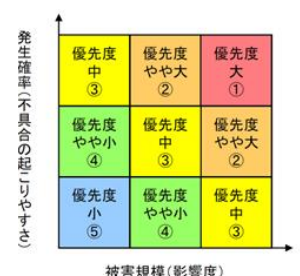 発生確率(不具合の起こりやすさ)
優先度
中
③
優先度
やや大
②
優先度
大
①
優先度
やや小
④
優先度
中
③
優先度
やや大
②
優先度
小
⑤
優先度
やや小
④
優先度
中
③
被害規模(影響度)